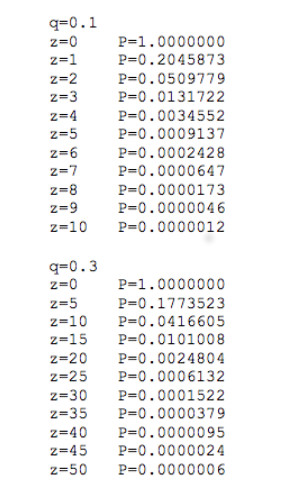 q=0.1
z=0 P=1.0000000
z=1 P=0.2045873
z=2 P=0.0509779
z=3 P=0.0131722
z=4 P=0.0034552
z=5 P=0.0009137
z=6 P=0.0002428
z=7 P=0.0000647
z=8 P=0.0000173
z=9 P=0.0000046
z=10 P=0.0000012
q=0.3
z=0 P=1.0000000
z=5 P=0.1773523
z=10 P=0.0416605
z=15 P=0.0101008
z=20 P=0.0024804
z=25 P=0.0006132
z=30 P=0.0001522
z=35 P=0.0000379
z=40 P=0.0000095
z=45 P=0.0000024
z=50 P=0.0000006